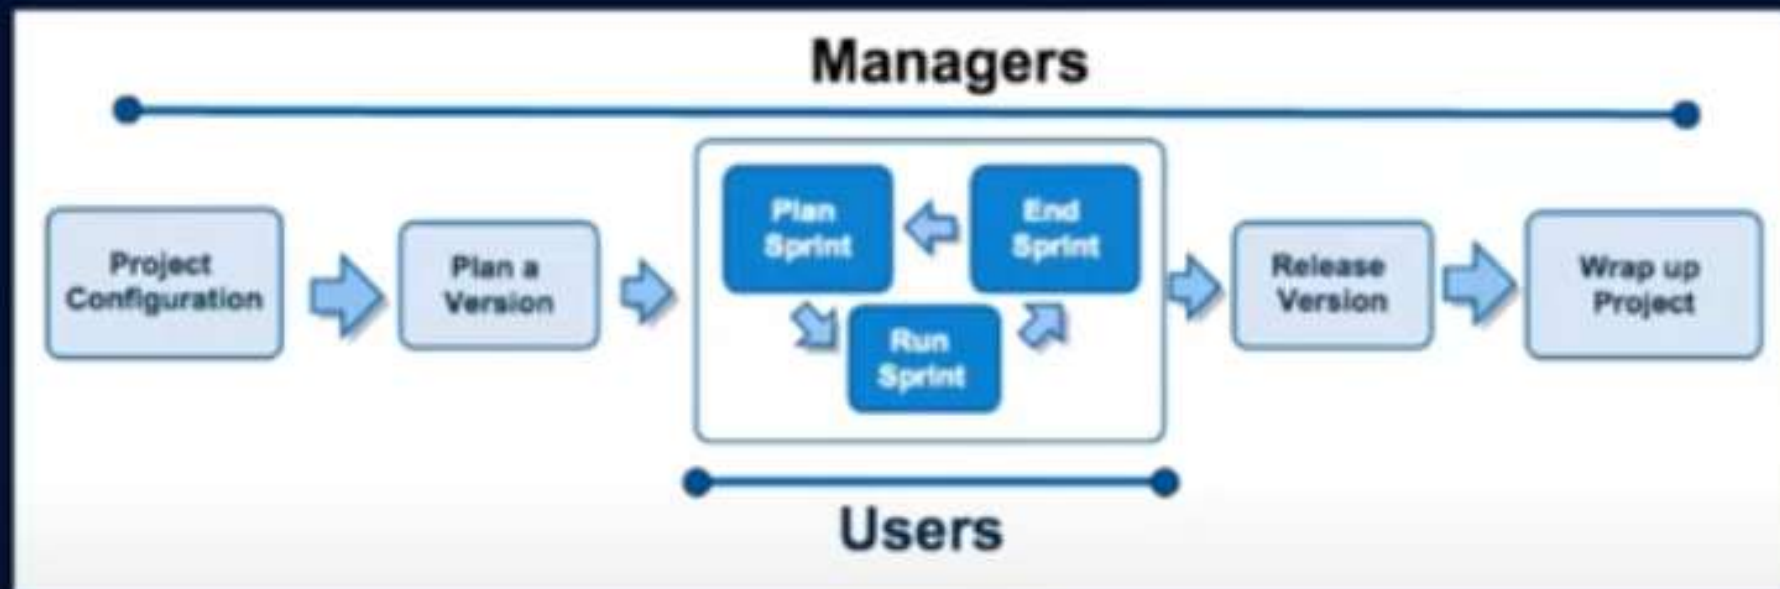 Managers
Project
Configuration
Plan a
Version
Plan
Sprint
End
Sprint
Run
Sprint
Release
Version
Wrap up
Project
Users